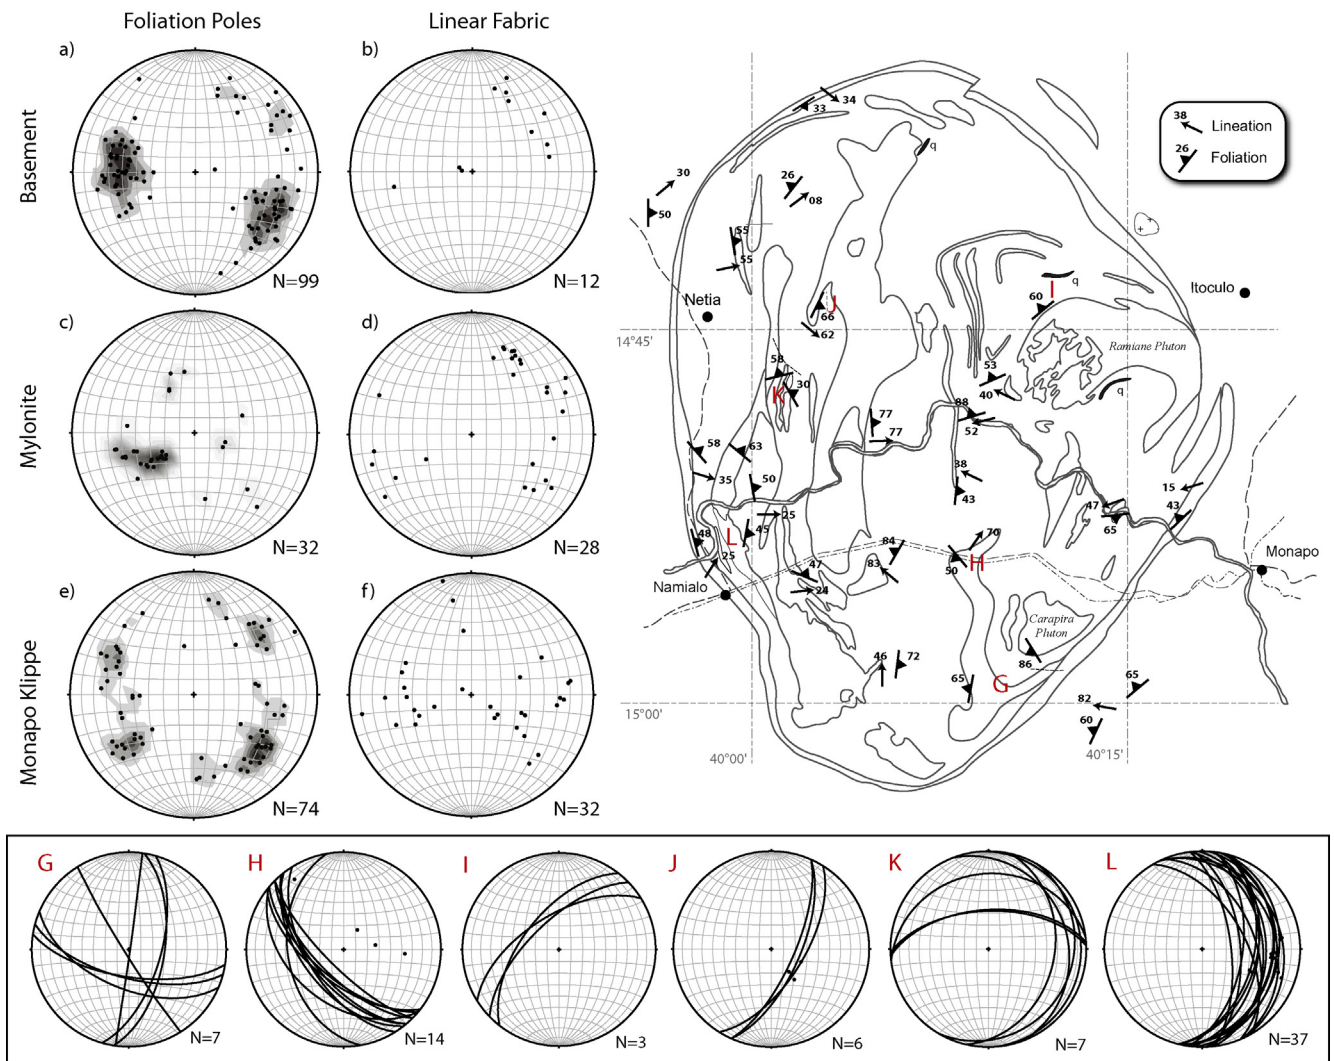 Foliation Poles
Linear Fabric
Basement
a)
N=99
b)
N=12
Mylonite
c)
N=32
d)
N=28
Monapo Klippe
e)
N=74
f)
N=32
38
Lineation
26
Foliation
34
33
q
30
50
26
08
55
55
Netia
J
66
62
I
60
q
Itoculo
14°45'
Ramiane Pluton
58
K
30
53
40
q
88
52
77
77
58
63
35
50
38
43
15
43
47
65
L
48
45
25
25
84
83
70
50
H
47
24
Namialo
Monapo
Carapira
Pluton
86
46
72
65
G
65
82
60
15°00'
40°00'
40°15'
G
N=7
H
N=14
I
N=3
J
N=6
K
N=7
L
N=37